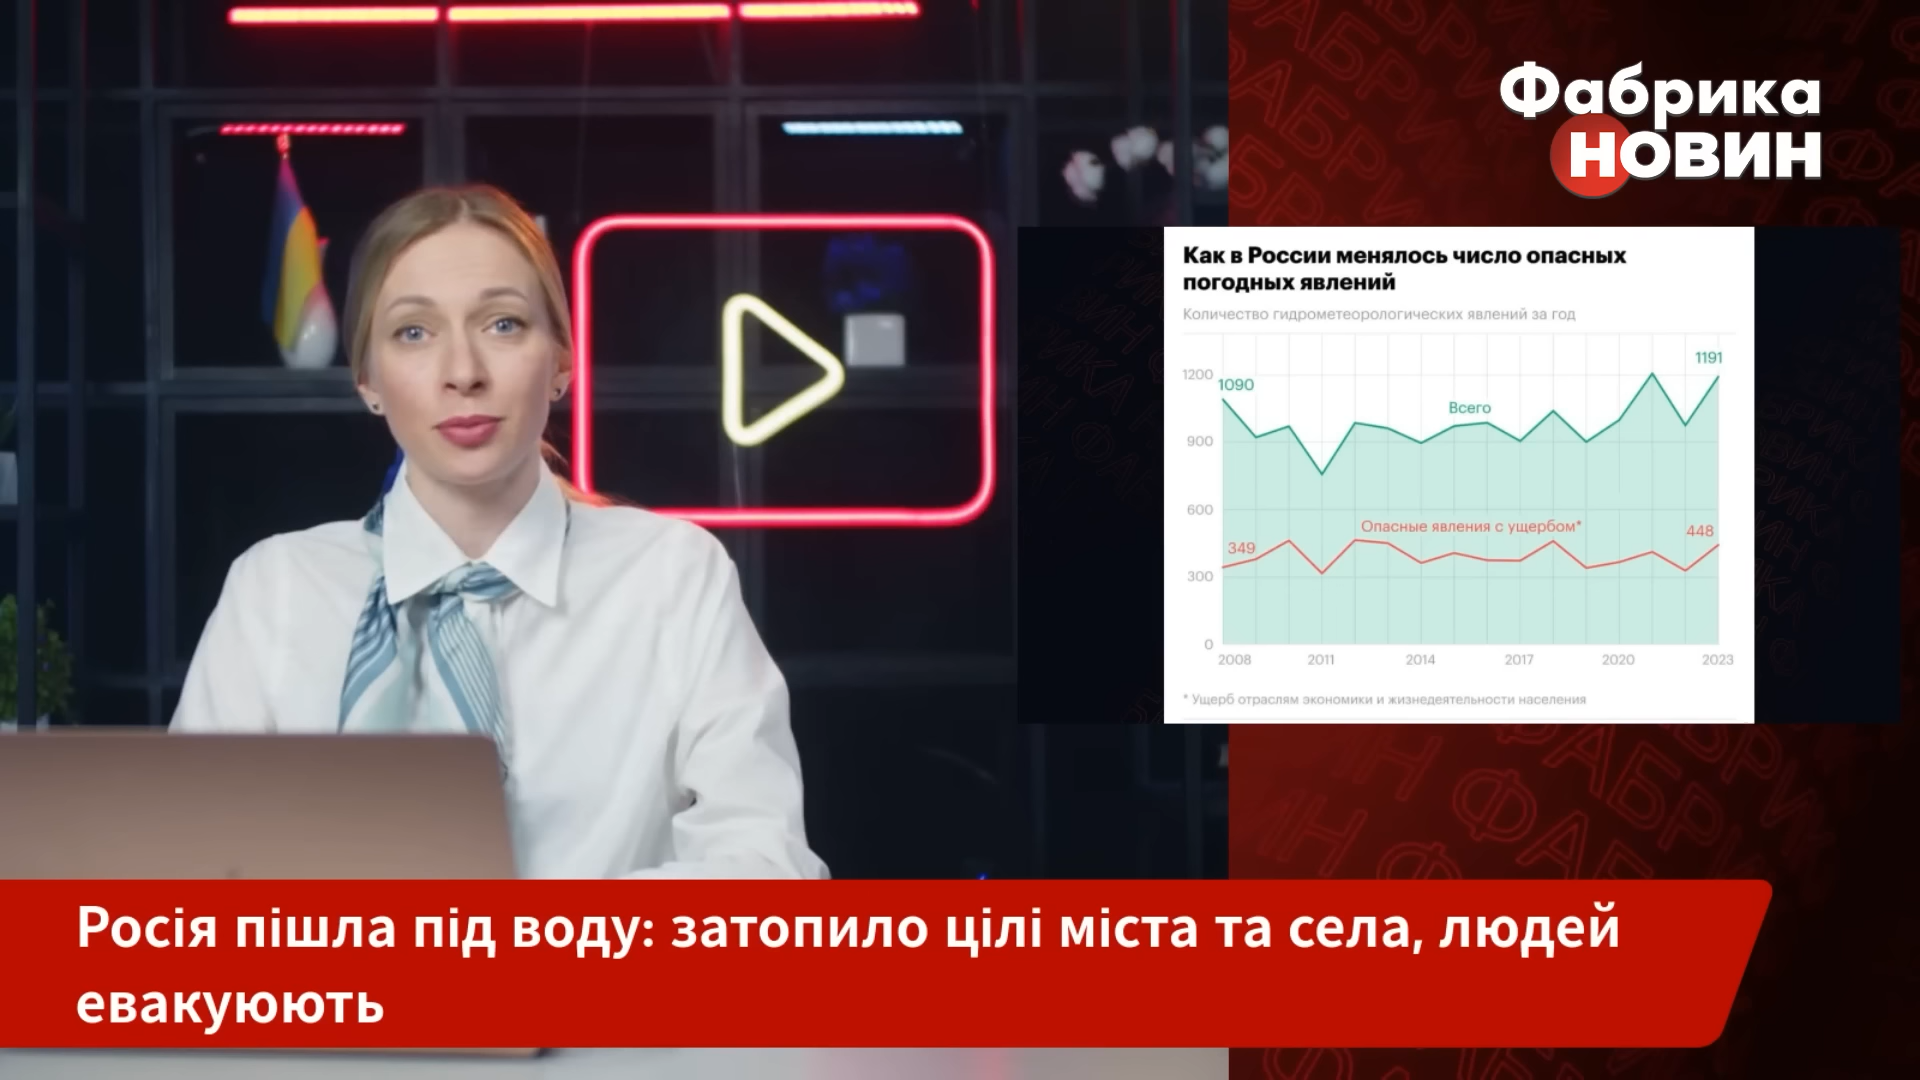 Фабрика
НОВИН
Как в России менялось число опасных
погодных явлений
Количество гидрометеорологических явлений за год
1200
900
600
300
0
1090
Всего
1191
349
Опасные явления с ущербом*
448
2008 2011 2014 2017 2020 2023
* Ущерб отраслям экономики и жизнедеятельности населения
Росія пішла під воду: затопило цілі міста та села, людей
евакуюють